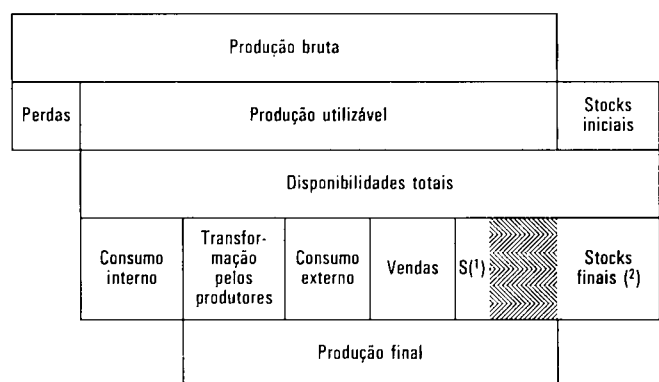 Produção bruta
Perdas
Produção utilizável
Stocks
iniciais
Disponibilidades totais
Consumo
interno
Transfor-
mação
pelos
produtores
Consumo
externo
Vendas
S(¹)
Stocks
finais (²)
Produção final